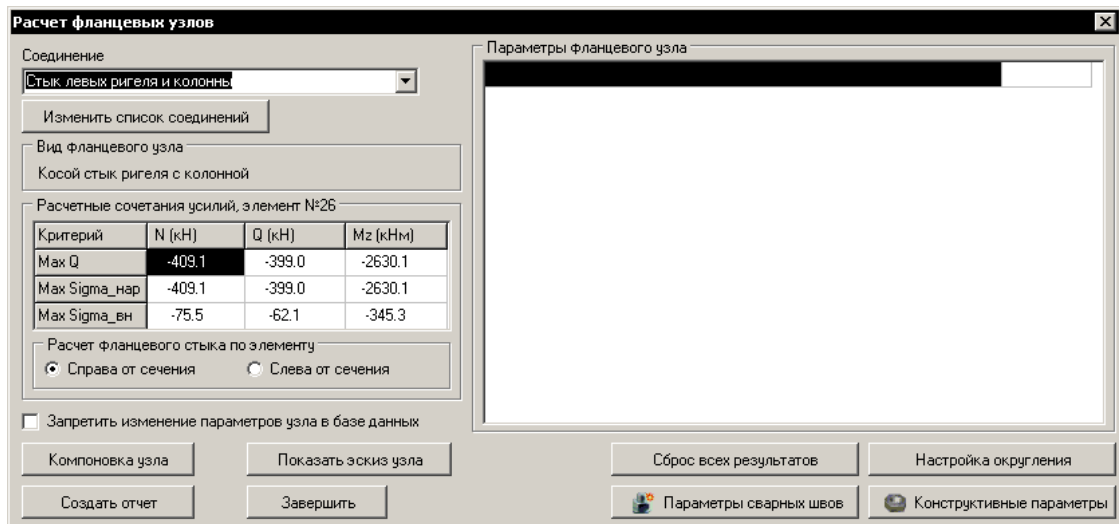 Расчет фланцевых узлов
Соединение
Стык левых ригеля и колонны
Изменить список соединений
Вид фланцевого узла
Косой стык ригеля с колонной
Расчетные сочетания усилий, элемент №26
Критерий N (кН) Q (кН) Mz (кНм)
Max Q -409.1 -399.0 -2630.1
Max Sigma_нар -409.1 -399.0 -2630.1
Max Sigma_вн -75.5 -62.1 -345.3
Расчет фланцевого стыка по элементу
Справа от сечения Слева от сечения
Запретить изменение параметров узла в базе данных
Компоновка узла Показать эскиз узла
Создать отчет Завершить
Параметры фланцевого узла
Сброс всех результатов Настройка округления
Параметры сварных швов Конструктивные параметры